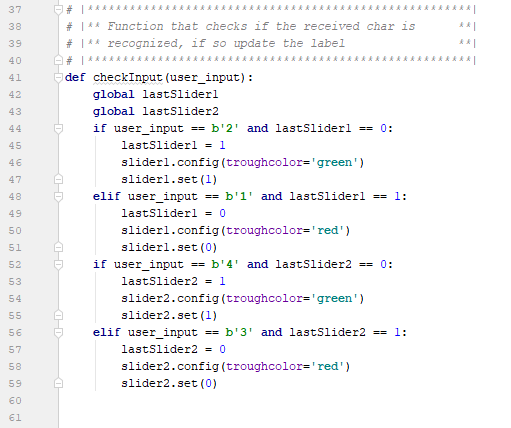 37 # |*******************************************************|
38 # |** Function that checks if the received char is      **|
39 # |** recognized, if so update the label                **|
40 # |*******************************************************|
41 def checkInput(user_input):
42     global lastSlider1
43     global lastSlider2
44     if user_input == b'2' and lastSlider1 == 0:
45         lastSlider1 = 1
46         slider1.config(troughcolor='green')
47         slider1.set(1)
48     elif user_input == b'1' and lastSlider1 == 1:
49         lastSlider1 = 0
50         slider1.config(troughcolor='red')
51         slider1.set(0)
52     if user_input == b'4' and lastSlider2 == 0:
53         lastSlider2 = 1
54         slider2.config(troughcolor='green')
55         slider2.set(1)
56     elif user_input == b'3' and lastSlider2 == 1:
57         lastSlider2 = 0
58         slider2.config(troughcolor='red')
59         slider2.set(0)
60
61